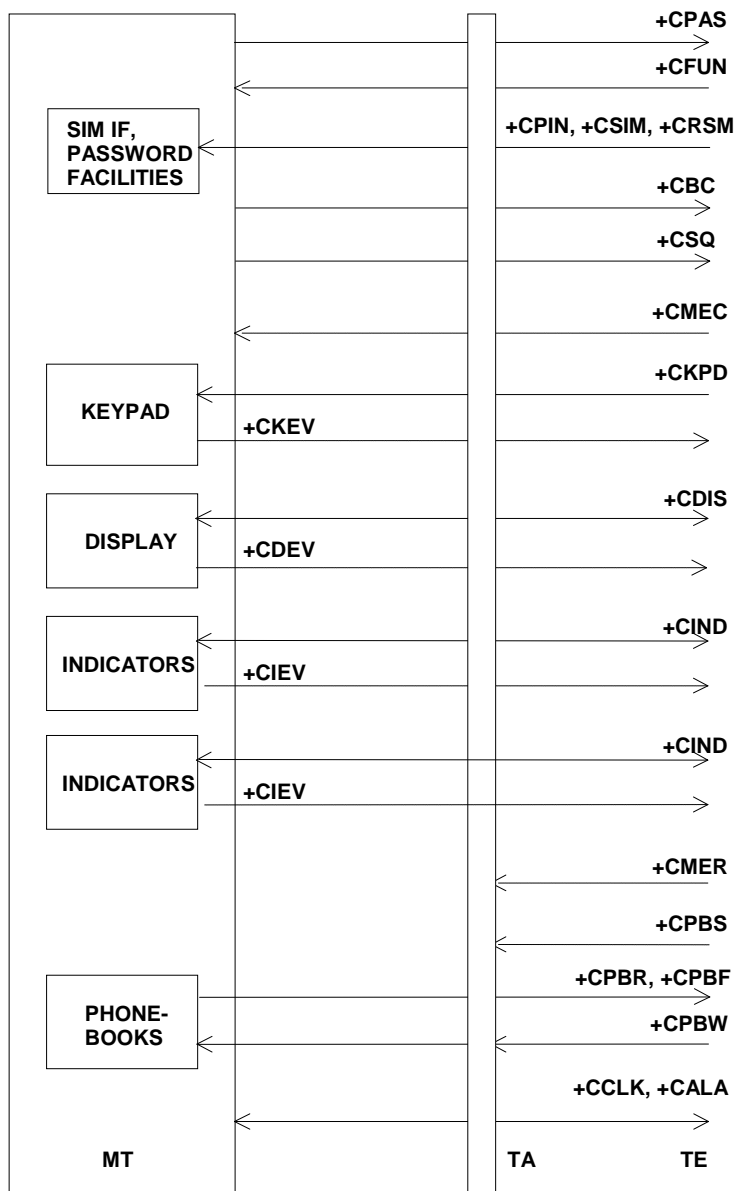 +CPAS
+CFUN
SIM IF,
PASSWORD
FACILITIES
+CPIN, +CSIM, +CRSM
+CBC
+CSQ
+CMEC
+CKPD
KEYPAD
+CKEV
+CDIS
DISPLAY
+CDEV
+CIND
INDICATORS
+CIEV
+CIND
INDICATORS
+CIEV
+CMER
+CPBS
+CPBR, +CPBF
PHONE-
BOOKS
+CPBW
+CCLK, +CALA
MT TA TE